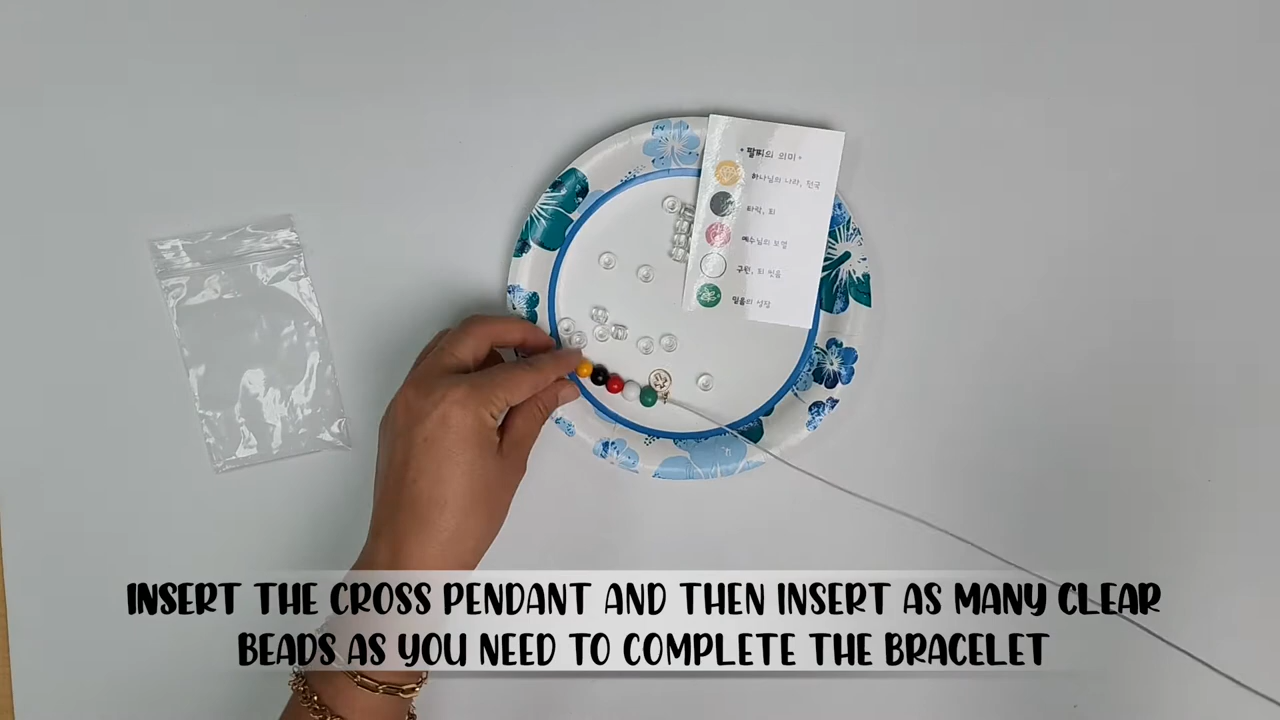 팔찌의 의미
하나님의 나라, 천국
타락, 죄
예수님의 보혈
구원, 죄 씻음
믿음의 성장
INSERT THE CROSS PENDANT AND THEN INSERT AS MANY CLEAR
BEADS AS YOU NEED TO COMPLETE THE BRACELET